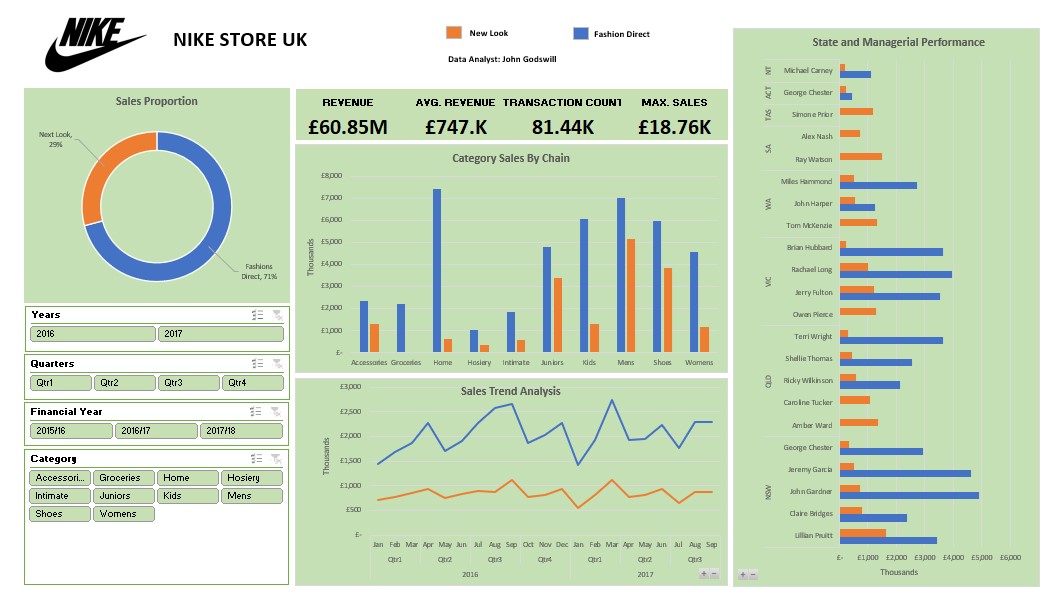 NIKE
NIKE STORE UK
New Look
Fashion Direct
Data Analyst: John Godswill
Sales Proportion
Next Look,
29%
Fashions
Direct, 71%
Years
2016 2017
Quarters
Qtr1 Qtr2 Qtr3 Qtr4
Financial Year
2015/16 2016/17 2017/18
Category
Accessori... Groceries Home Hosiery
Intimate Juniors Kids Mens
Shoes Womens
REVENUE AVG. REVENUE TRANSACTION COUNT MAX. SALES
£60.85M £747.K 81.44K £18.76K
Category Sales By Chain
Thousands
£8,000
£7,000
£6,000
£5,000
£4,000
£3,000
£2,000
£1,000
£-
Accessories Groceries Home Hosiery Intimate Juniors Kids Mens Shoes Womens
Sales Trend Analysis
Thousands
£3,000
£2,500
£2,000
£1,500
£1,000
£500
£-
Jan Feb Mar Apr May Jun Jul Aug Sep Oct Nov Dec Jan Feb Mar Apr May Jun Jul Aug Sep
Qtr1 Qtr2 Qtr3 Qtr4 Qtr1 Qtr2 Qtr3
2016 2017
State and Managerial Performance
NT
Michael Carney
ACT
George Chester
TAS
Simone Prior
SA
Alex Nash
Ray Watson
WA
Miles Hammond
John Harper
Tom McKenzie
VIC
Brian Hubbard
Rachael Long
Jerry Fulton
Owen Pierce
QLD
Terri Wright
Shellie Thomas
Ricky Wilkinson
Caroline Tucker
Amber Ward
NSW
George Chester
Jeremy Garcia
John Gardner
Claire Bridges
Lillian Pruitt
£- £1,000 £2,000 £3,000 £4,000 £5,000 £6,000
Thousands